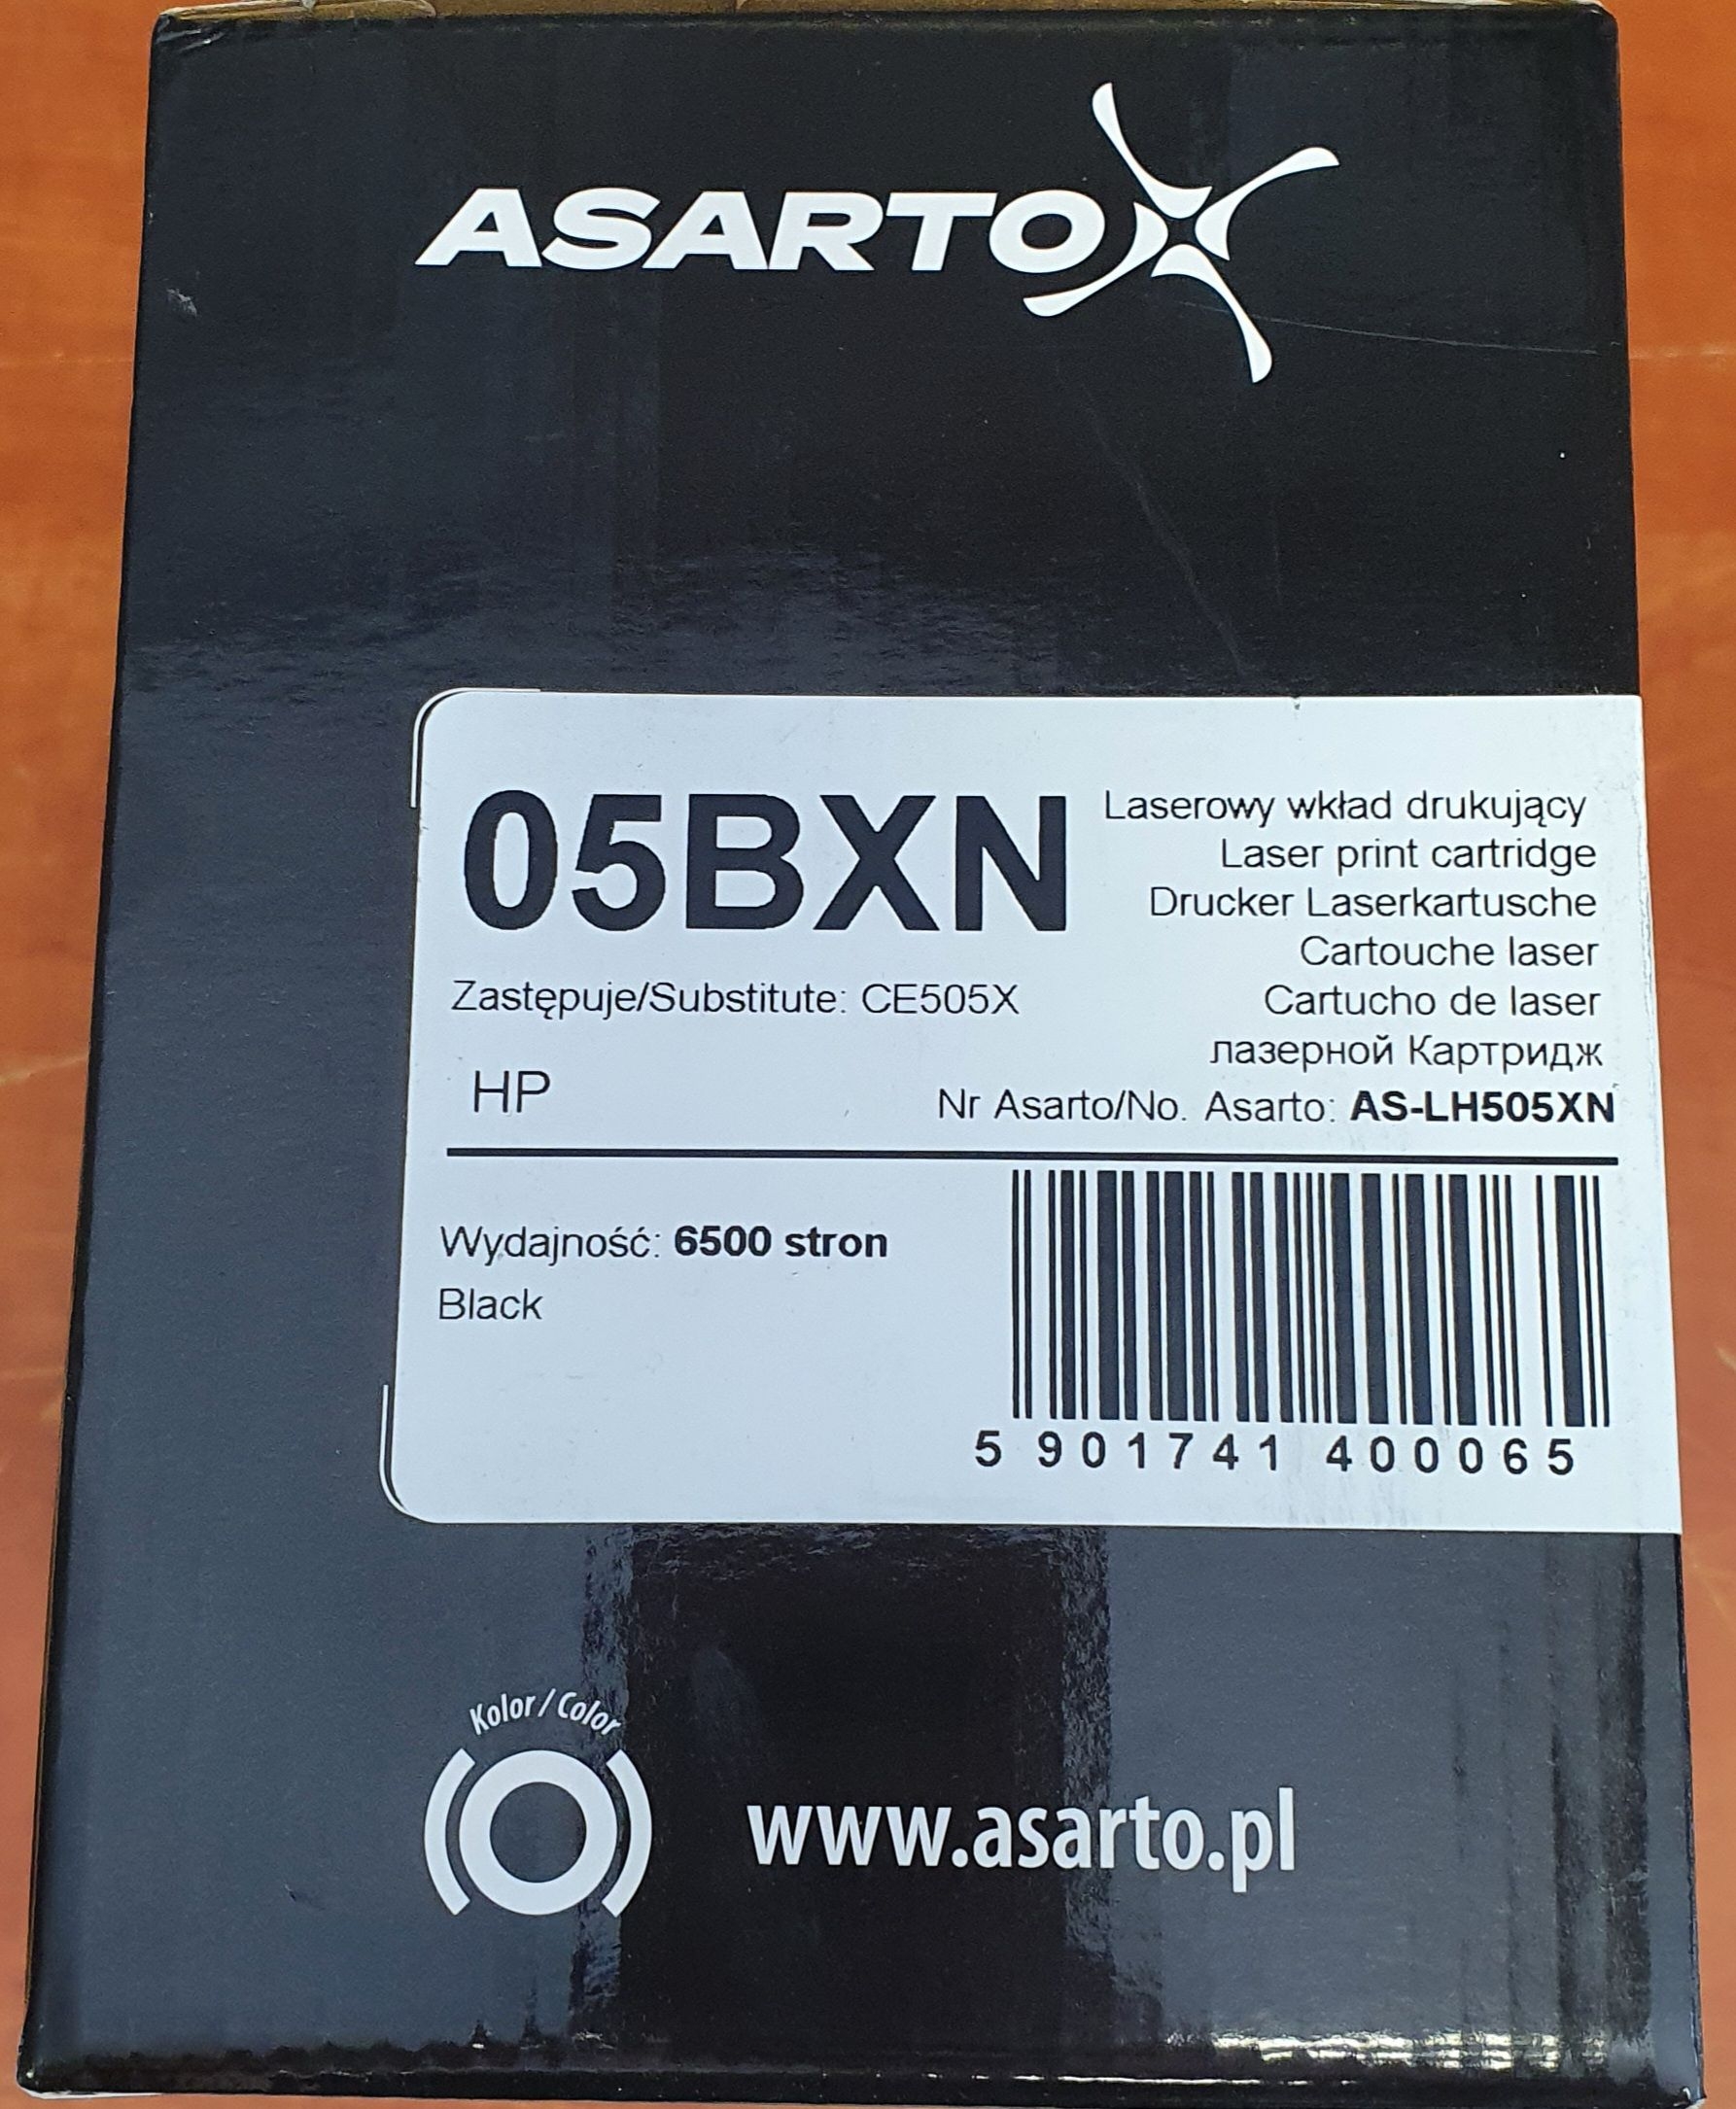 ASARTO
05BXN
Laserowy wkład drukujący
Laser print cartridge
Drucker Laserkartusche
Cartouche laser
Cartucho de laser
лазерной Картридж
Zastępuje/Substitute: CE505X
HP
Nr Asarto/No. Asarto: AS-LH505XN
Wydajność: 6500 stron
Black
5 901741 400065
Kolor / Color
www.asarto.pl